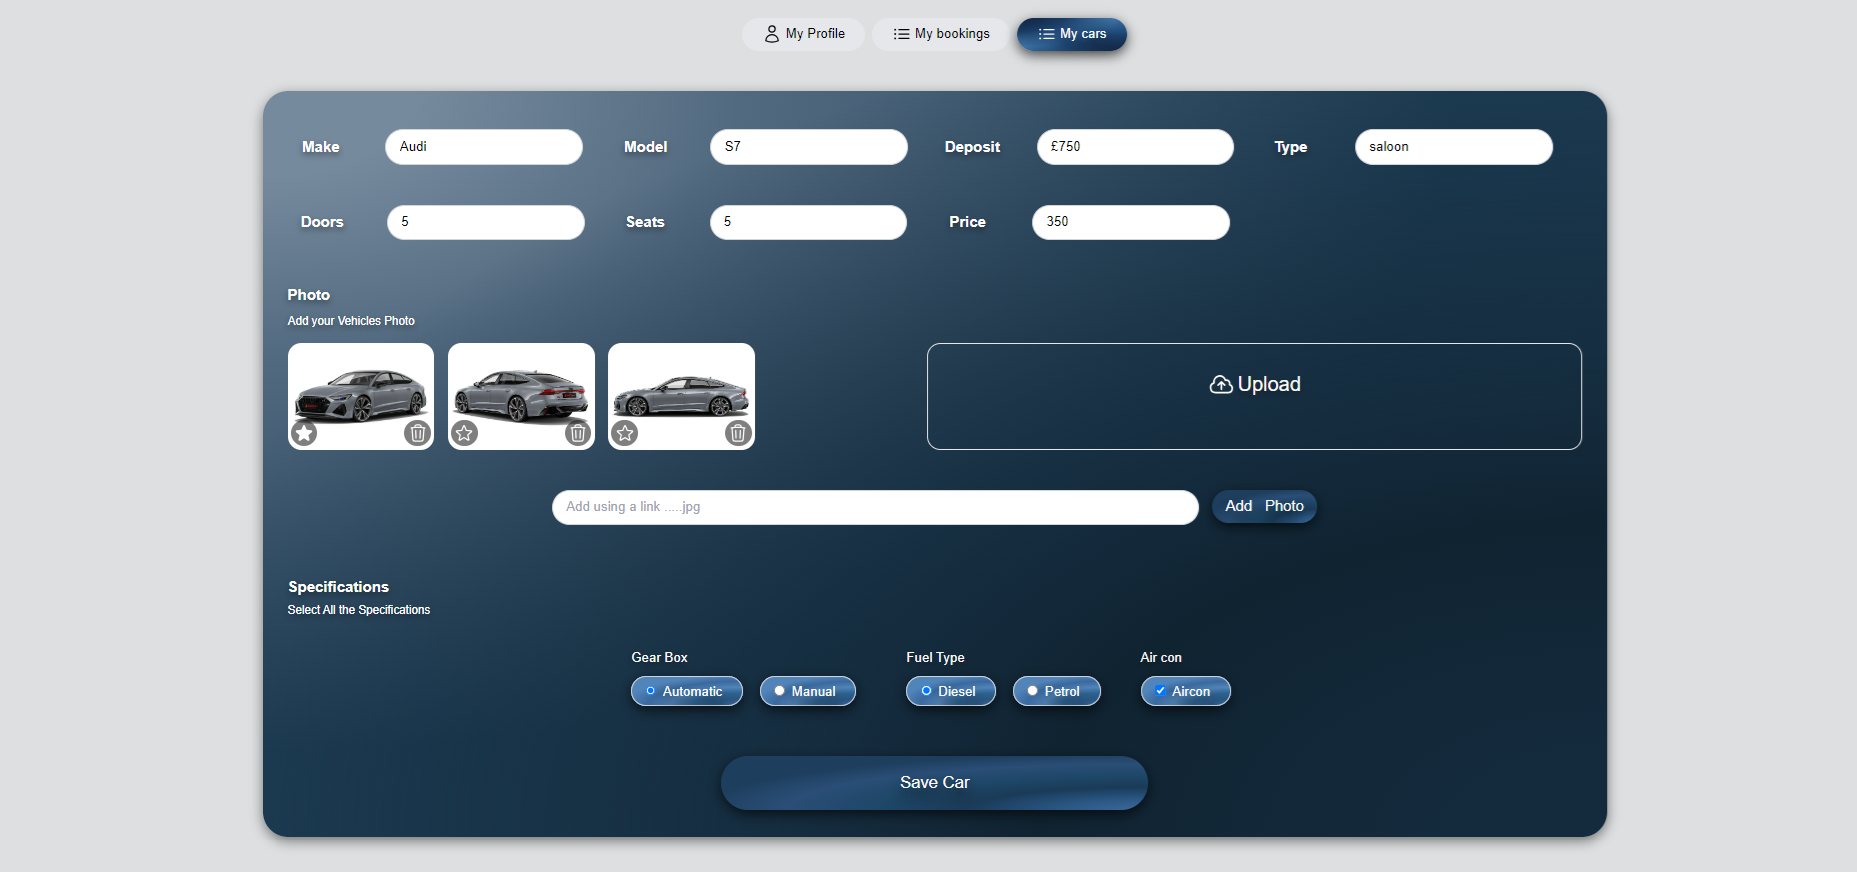 My Profile My bookings My cars
Make Audi Model S7 Deposit £750 Type saloon
Doors 5 Seats 5 Price 350
Photo
Add your Vehicles Photo
Upload
Add using a link .....jpg Add Photo
Specifications
Select All the Specifications
Gear Box Fuel Type Air con
Automatic Manual Diesel Petrol Aircon
Save Car